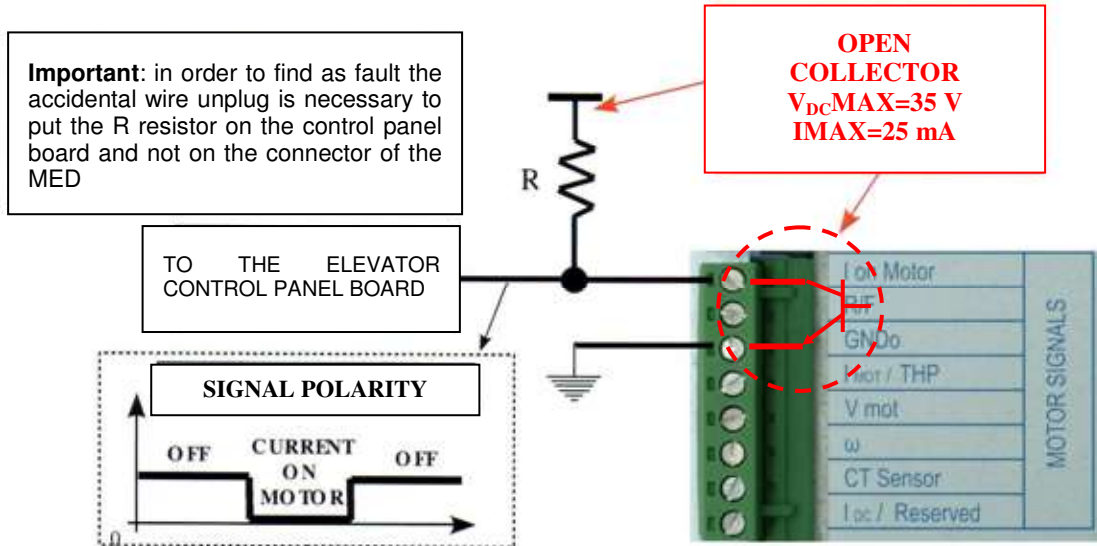 Important: in order to find as fault the
accidental wire unplug is necessary to
put the R resistor on the control panel
board and not on the connector of the
MED
OPEN
COLLECTOR
VDCMAX=35 V
IMAX=25 mA
R
TO THE ELEVATOR
CONTROL PANEL BOARD
SIGNAL POLARITY
OFF
CURRENT
ON
MOTOR
OFF
0
I on Motor
R/F
GNDo
I MOT / THP
V mot
ω
CT Sensor
I DC / Reserved
MOTOR SIGNALS